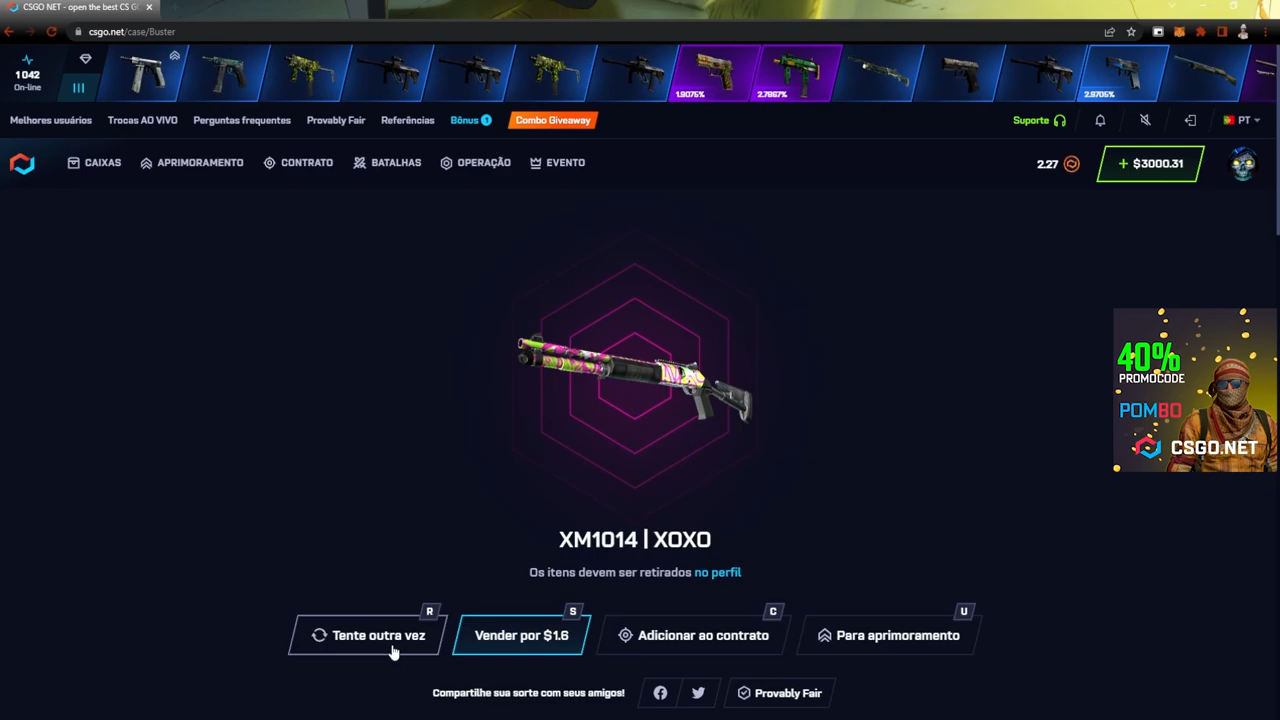 CSGO NET - open the best CS G
csgo.net/case/Buster
1 042
On-line
1.9075%
2.7867%
2.8705%
Melhores usuários Trocas AO VIVO Perguntas frequentes Provably Fair Referências Bônus 1 Combo Giveaway Suporte PT
CAIXAS APRIMORAMENTO CONTRATO BATALHAS OPERAÇÃO EVENTO 2.27 + $3000.31
40%
PROMOCODE
POMBO
CSGO.NET
XM1014 | XOXO
Os itens devem ser retirados no perfil
R S C U
Tente outra vez Vender por $1.6 Adicionar ao contrato Para aprimoramento
Compartilhe sua sorte com seus amigos! Provably Fair